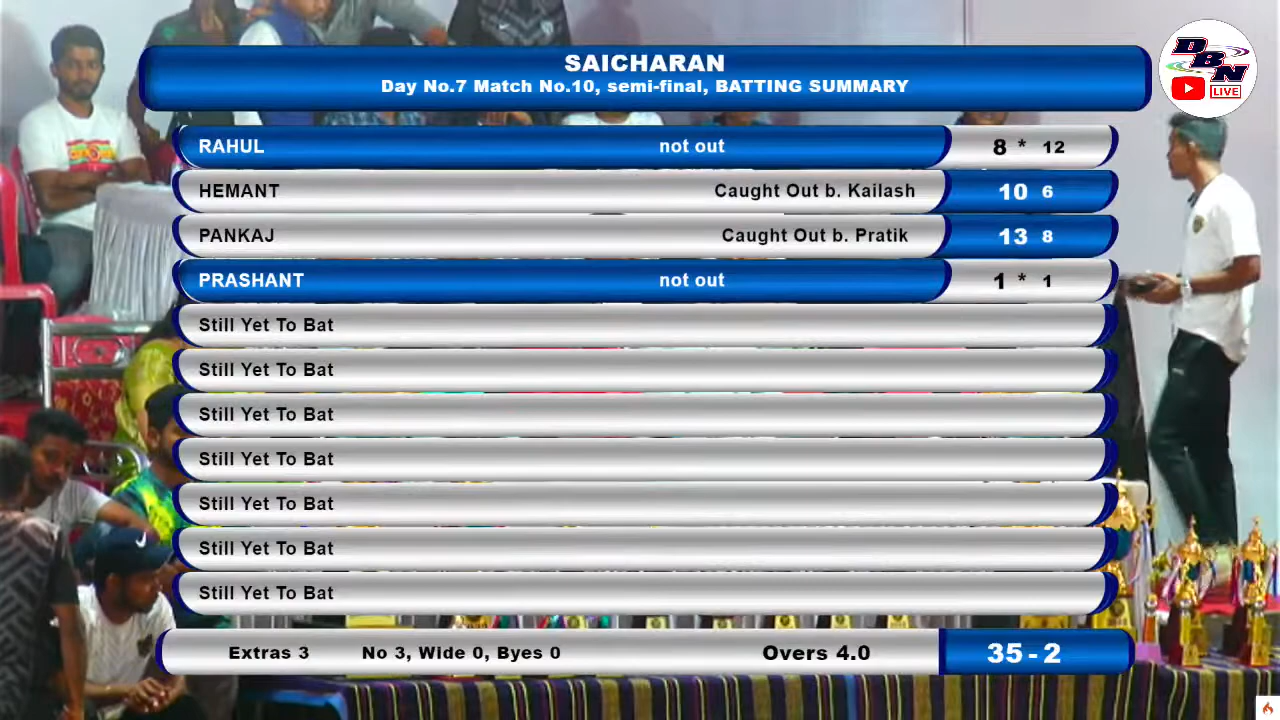 SAICHARAN
Day No.7 Match No.10, semi-final, BATTING SUMMARY
DBN
LIVE
RAHUL not out 8 * 12
HEMANT Caught Out b. Kailash 10 6
PANKAJ Caught Out b. Pratik 13 8
PRASHANT not out 1 * 1
Still Yet To Bat
Still Yet To Bat
Still Yet To Bat
Still Yet To Bat
Still Yet To Bat
Still Yet To Bat
Still Yet To Bat
Extras 3 No 3, Wide 0, Byes 0 Overs 4.0 35 - 2